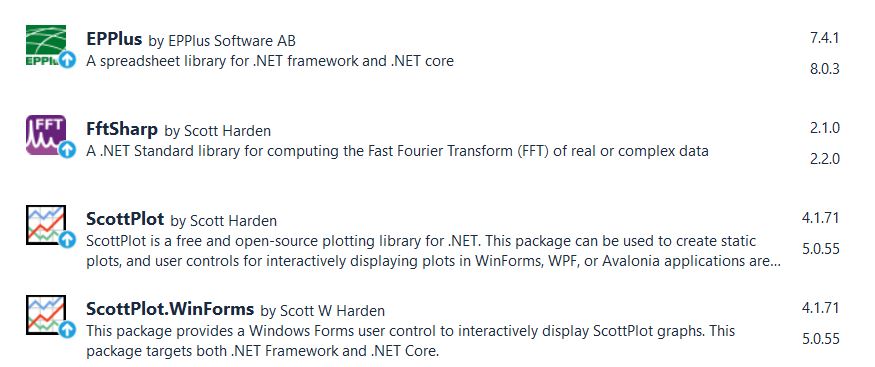 EPPlus by EPPlus Software AB 7.4.1
A spreadsheet library for .NET framework and .NET core 8.0.3
EPPlu
FftSharp by Scott Harden 2.1.0
FFT
A .NET Standard library for computing the Fast Fourier Transform (FFT) of real or complex data 2.2.0
ScottPlot by Scott Harden 4.1.71
ScottPlot is a free and open-source plotting library for .NET. This package can be used to create static 5.0.55
plots, and user controls for interactively displaying plots in WinForms, WPF, or Avalonia applications are...
ScottPlot.WinForms by Scott W Harden 4.1.71
This package provides a Windows Forms user control to interactively display ScottPlot graphs. This 5.0.55
package targets both .NET Framework and .NET Core.